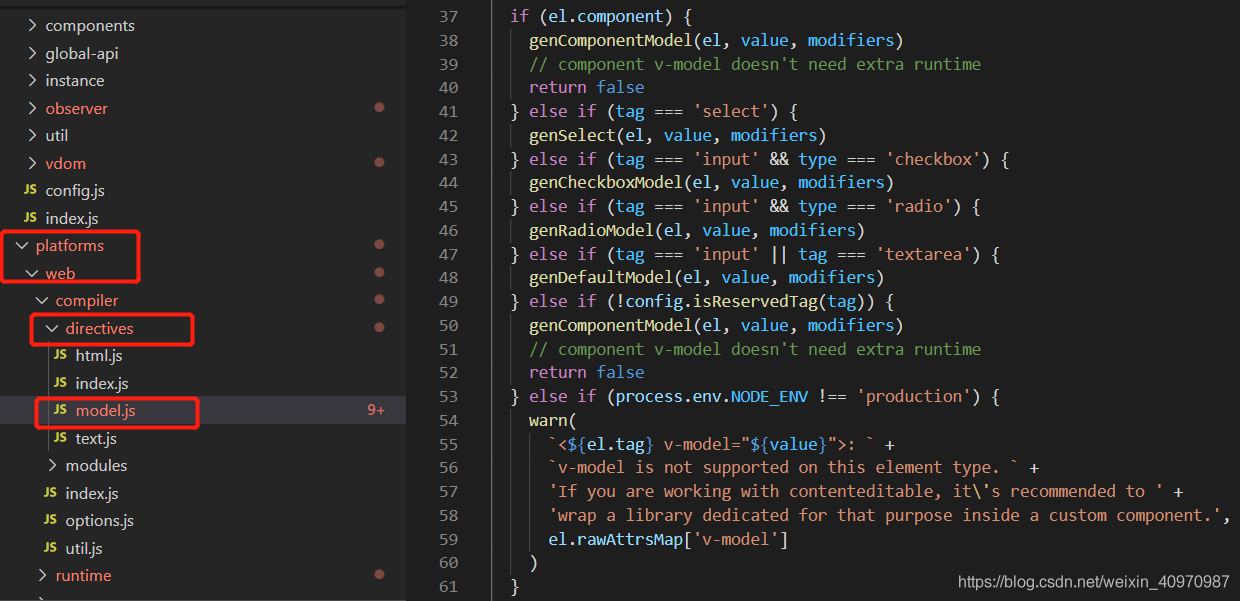 components
global-api
instance
observer
util
vdom
JS config.js
JS index.js
platforms
web
compiler
directives
JS html.js
JS index.js
JS model.js 9+
JS text.js
modules
JS index.js
JS options.js
JS util.js
runtime
37 if (el.component) {
38 genComponentModel(el, value, modifiers)
39 // component v-model doesn't need extra runtime
40 return false
41 } else if (tag === 'select') {
42 genSelect(el, value, modifiers)
43 } else if (tag === 'input' && type === 'checkbox') {
44 genCheckboxModel(el, value, modifiers)
45 } else if (tag === 'input' && type === 'radio') {
46 genRadioModel(el, value, modifiers)
47 } else if (tag === 'input' || tag === 'textarea') {
48 genDefaultModel(el, value, modifiers)
49 } else if (!config.isReservedTag(tag)) {
50 genComponentModel(el, value, modifiers)
51 // component v-model doesn't need extra runtime
52 return false
53 } else if (process.env.NODE_ENV !== 'production') {
54 warn(
55 `<${el.tag} v-model="${value}">: ` +
56 `v-model is not supported on this element type. ` +
57 'If you are working with contenteditable, it\'s recommended to ' +
58 'wrap a library dedicated for that purpose inside a custom component.',
59 el.rawAttrsMap['v-model']
60 )
61 }
https://blog.csdn.net/weixin_40970987